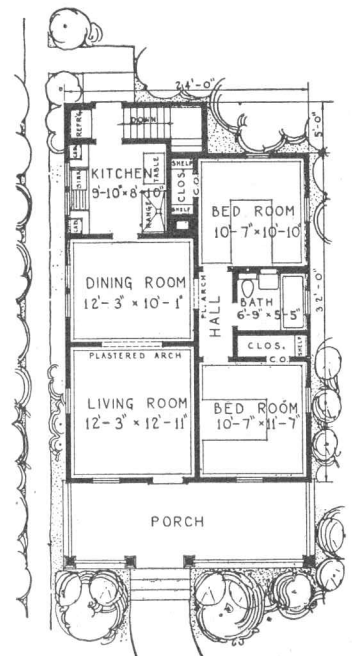 24'-0"
5'-0"
REFR.
DOWN
CAB.
SINK
CAB.
KITCHEN
9'-10"×8'-10"
TABLE
RANGE
SHELF
CLOS.
SHELF
C.O.
BED ROOM
10'-7"×10'-10"
DINING ROOM
12'-3"×10'-1"
PL. ARCH
HALL
BATH
6'-9"×5'-5"
32'-0"
CLOS.
SHELF
C.O.
PLASTERED ARCH
LIVING ROOM
12'-3"×12'-11"
BED ROOM
10'-7"×11'-7"
PORCH